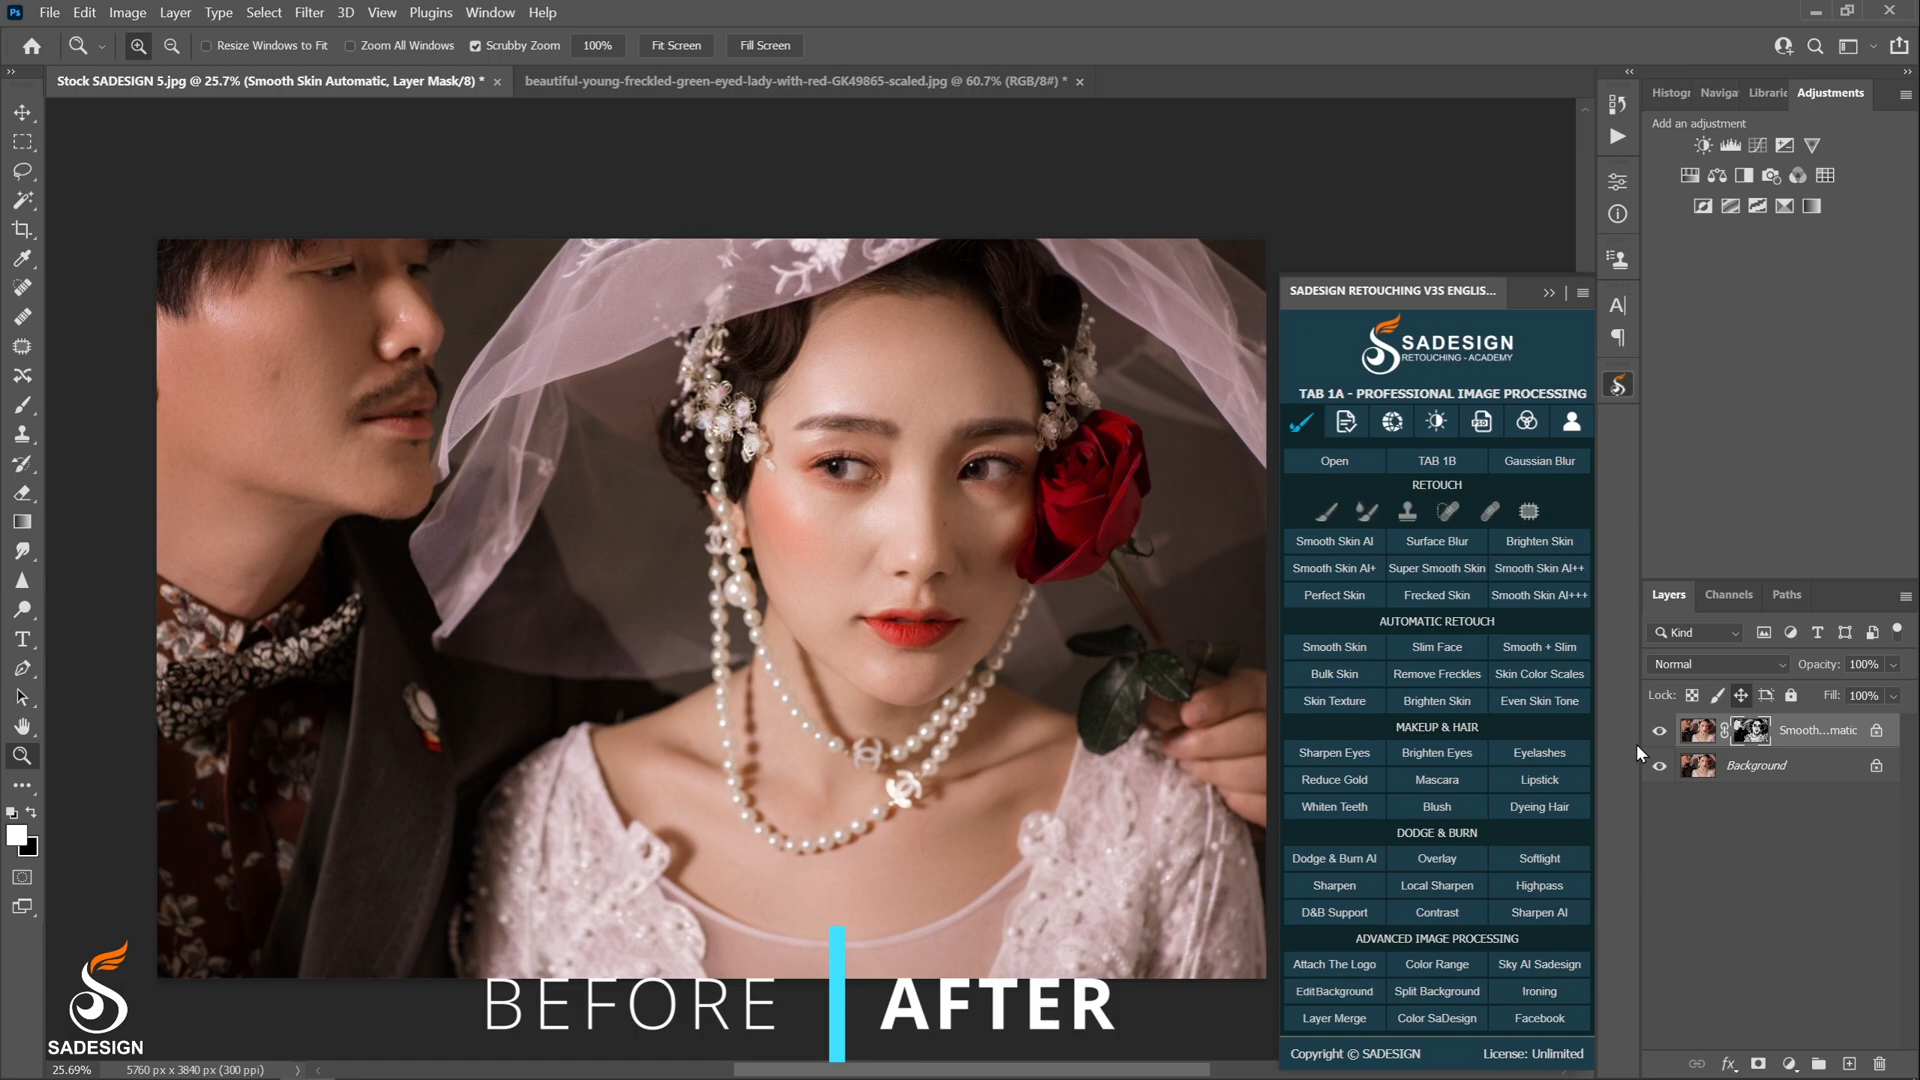 Ps File Edit Image Layer Type Select Filter 3D View Plugins Window Help
Resize Windows to Fit Zoom All Windows Scrubby Zoom 100% Fit Screen Fill Screen
Stock SADESIGN 5.jpg @ 25.7% (Smooth Skin Automatic, Layer Mask/8) * × beautiful-young-freckled-green-eyed-lady-with-red-GK49865-scaled.jpg @ 60.7% (RGB/8#) * ×
Histogr Naviga Librarie Adjustments
Add an adjustment
SADESIGN RETOUCHING V3S ENGLIS...
SADESIGN
RETOUCHING - ACADEMY
TAB 1A - PROFESSIONAL IMAGE PROCESSING
PSD
Open TAB 1B Gaussian Blur
RETOUCH
Smooth Skin AI Surface Blur Brighten Skin
Smooth Skin AI+ Super Smooth Skin Smooth Skin AI++
Perfect Skin Frecked Skin Smooth Skin AI+++
AUTOMATIC RETOUCH
Smooth Skin Slim Face Smooth + Slim
Bulk Skin Remove Freckles Skin Color Scales
Skin Texture Brighten Skin Even Skin Tone
MAKEUP & HAIR
Sharpen Eyes Brighten Eyes Eyelashes
Reduce Gold Mascara Lipstick
Whiten Teeth Blush Dyeing Hair
DODGE & BURN
Dodge & Burn AI Overlay Softlight
Sharpen Local Sharpen Highpass
D&B Support Contrast Sharpen AI
ADVANCED IMAGE PROCESSING
Attach The Logo Color Range Sky AI Sadesign
EditBackground Split Background Ironing
Layer Merge Color SaDesign Facebook
Copyright © SADESIGN License: Unlimited
Layers Channels Paths
Kind
Normal Opacity: 100%
Lock: Fill: 100%
Smooth...matic
Background
BEFORE AFTER
SADESIGN
25.69% 5760 px x 3840 px (300 ppi)